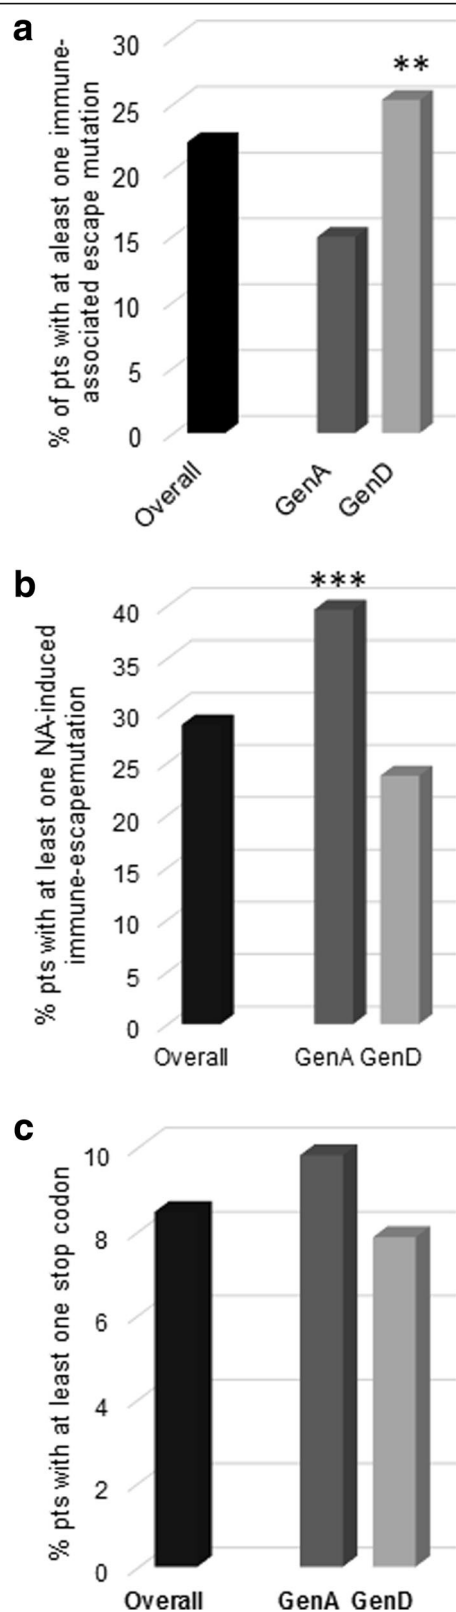 a
% of pts with at aleast one immune-
associated escape mutation
30
25
20
15
10
5
0
**
Overall
GenA
GenD
b
% pts with at least one NA-induced
immune-escapemutation
40
35
30
25
20
15
10
5
0
***
Overall
GenA GenD
c
% pts with at least one stop codon
10
8
6
4
2
0
Overall
GenA GenD